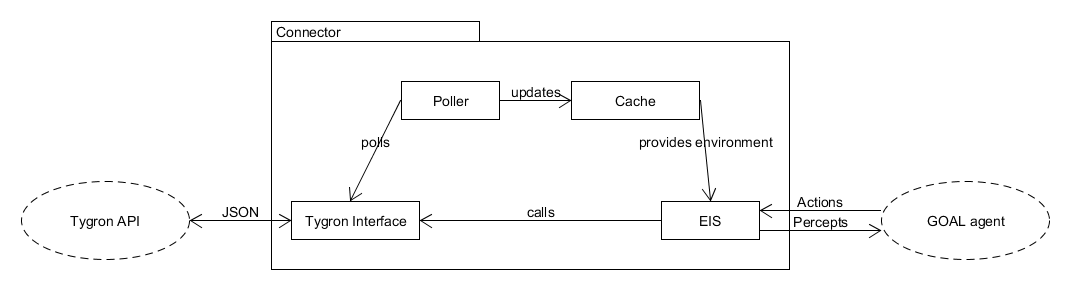 Connector
Poller
updates
Cache
polls
provides environment
Tygron API
JSON
Tygron Interface
calls
EIS
Actions
Percepts
GOAL agent